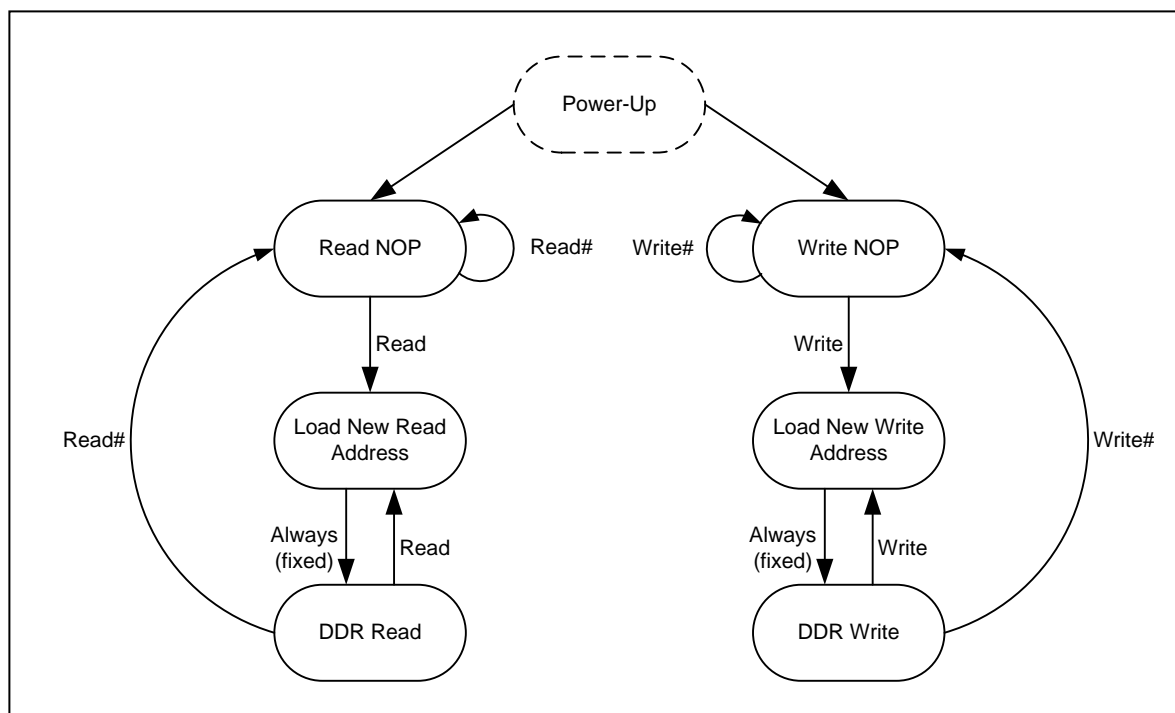 Power-Up
Read NOP
Read#
Write#
Write NOP
Read
Write
Load New Read
Address
Load New Write
Address
Read#
Write#
Always
(fixed)
Read
Always
(fixed)
Write
DDR Read
DDR Write